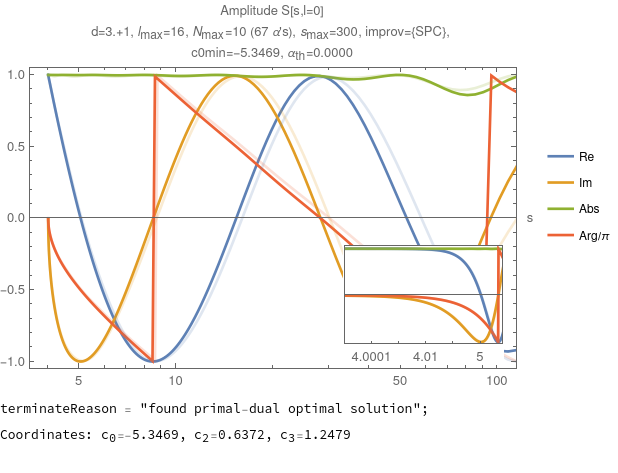 Amplitude S[s,l=0]
d=3.+1, lmax=16, Nmax=10 (67 α's), smax=300, improv={SPC},
c0min=−5.3469, αth=0.0000
1.0
0.5
0.0
−0.5
−1.0
s
5
10
50
100
4.0001
4.01
5
Re
Im
Abs
Arg/π
terminateReason = "found primal-dual optimal solution";
Coordinates: c0=-5.3469, c2=0.6372, c3=1.2479